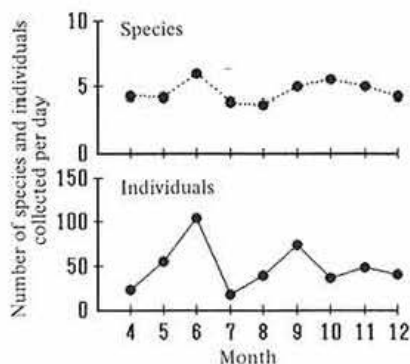 Number of species and individuals
collected per day
10
Species
5
0
150
Individuals
100
50
0
4 5 6 7 8 9 10 11 12
Month